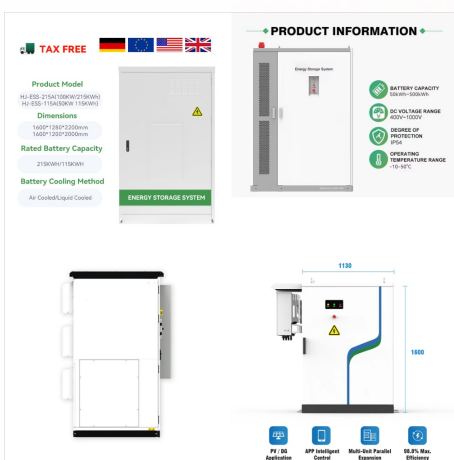 TAX FREE
Product Model
HJ-ESS-215A(100KW/215KWh)
HJ-ESS-115A(50KW 115KWh)
Dimensions
1600*1280*2200mm
1600*1200*2000mm
Rated Battery Capacity
215KWH/115KWH
Battery Cooling Method
Air Cooled/Liquid Cooled
ENERGY STORAGE SYSTEM
PRODUCT INFORMATION
Energy Storage System
BATTERY CAPACITY
50kWh~500kWh
DC VOLTAGE RANGE
400V~1000V
DEGREE OF
PROTECTION
IP54
OPERATING
TEMPERATURE RANGE
-10~50°C
1130
1600
PV / DG
Application
APP Intelligent
Control
Multi-Unit Parallel
Expansion
98.8% Max.
Efficiency